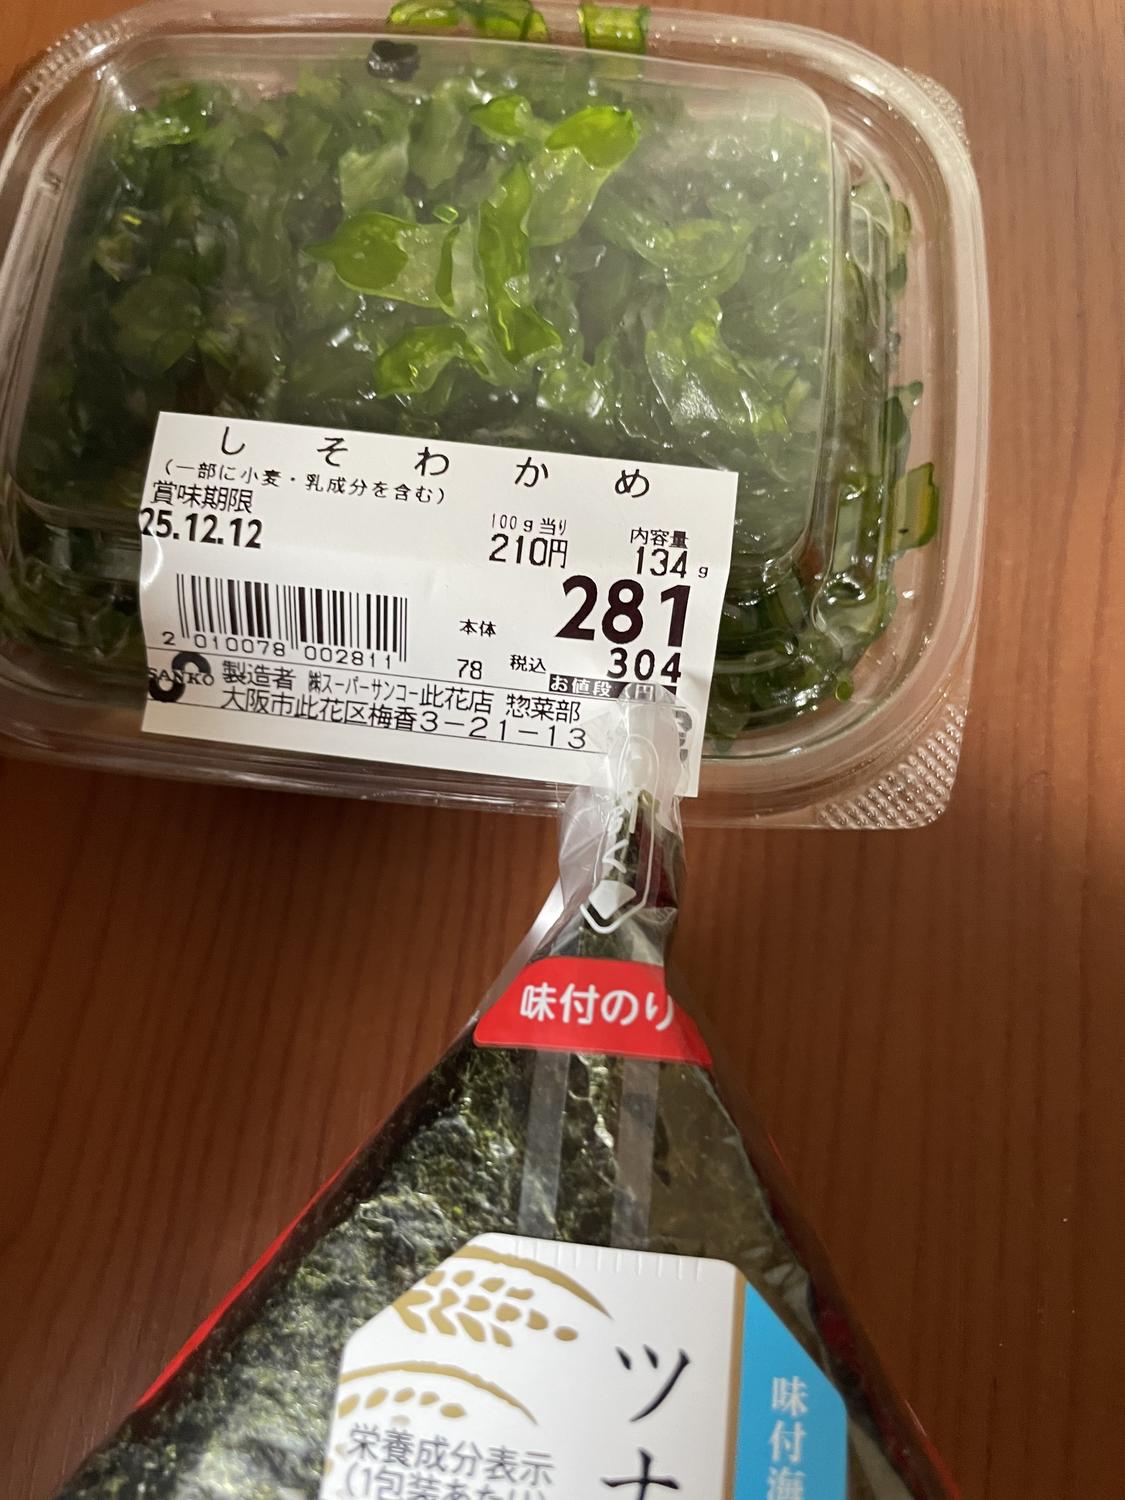 しそわかめ
(一部に小麦・乳成分を含む)
賞味期限
25.12.12
100g当り
210円
内容量
134g
本体 281
税込 304
お値段(円)
2 010078 002811
78
SANKO 製造者 ㈱スーパーサンコー此花店 惣菜部
大阪市此花区梅香3-21-13
味付のり
ツナ
味付海
栄養成分表示
(1包装あたり)